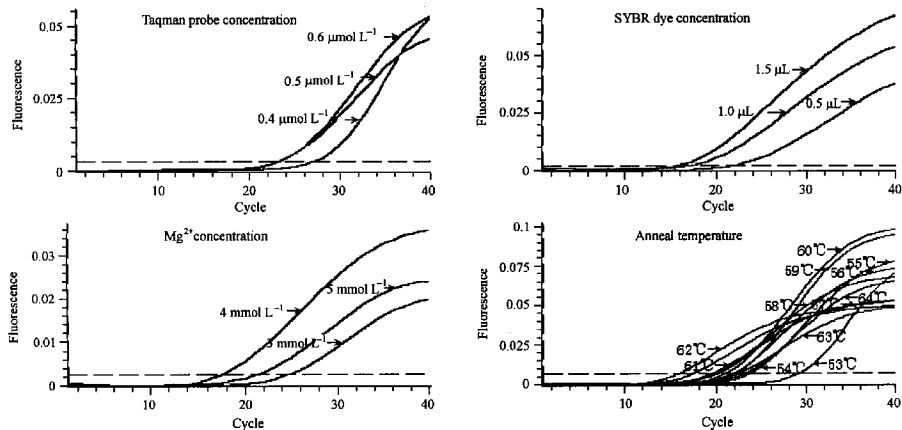 Taqman probe concentration
0.05
0.025
0
Fluorescence
0.6 μmol L⁻¹
0.5 μmol L⁻¹
0.4 μmol L⁻¹
10 20 30 40
Cycle
SYBR dye concentration
0.05
0.025
0
Fluorescence
1.5 μL
1.0 μL
0.5 μL
10 20 30 40
Cycle
Mg²⁺concentration
0.03
0.02
0.01
0
Fluorescence
4 mmol L⁻¹
5 mmol L⁻¹
3 mmol L⁻¹
10 20 30 40
Cycle
Anneal temperature
0.1
0.075
0.05
0.025
0
Fluorescence
60℃
59℃
55℃
56℃
58℃
64℃
63℃
62℃
61℃
54℃
53℃
10 20 30 40
Cycle